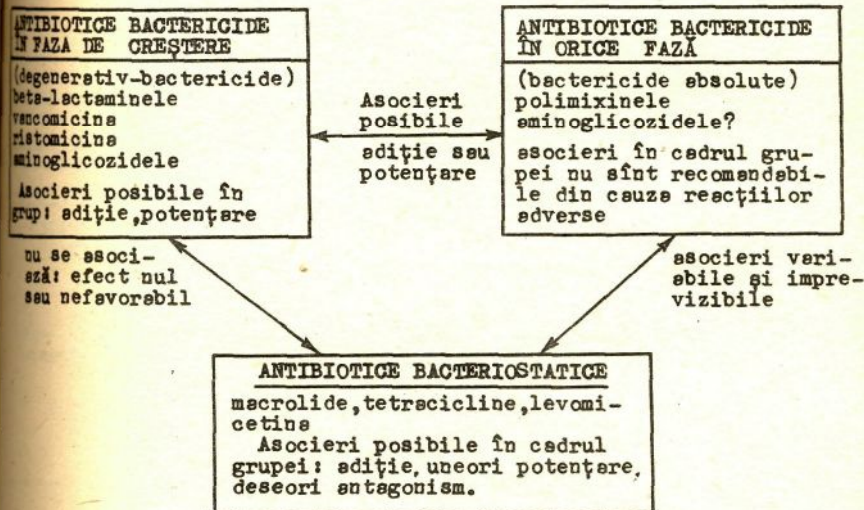 ANTIBIOTICE BACTERICIDE
ÎN FAZA DE CREȘTERE
(degenerativ-bactericide)
beta-lactaminele
vancomicina
ristomicina
aminoglicozidele
Asocieri posibile în
grup: adiție, potențare
Asocieri
posibile
adiție sau
potențare
ANTIBIOTICE BACTERICIDE
ÎN ORICE FAZĂ
(bactericide absolute)
polimixinele
aminoglicozidele?
asocieri în cadrul gru-
pei nu sînt recomandabi-
le din cauza reacțiilor
adverse
nu se asoci-
ază: efect nul
sau nefavorabil
asocieri vari-
abile și impre-
vizibile
ANTIBIOTICE BACTERIOSTATICE
macrolide, tetracicline, levomi-
cetina
Asocieri posibile în cadrul
grupei: adiție, uneori potențare,
deseori antagonism.